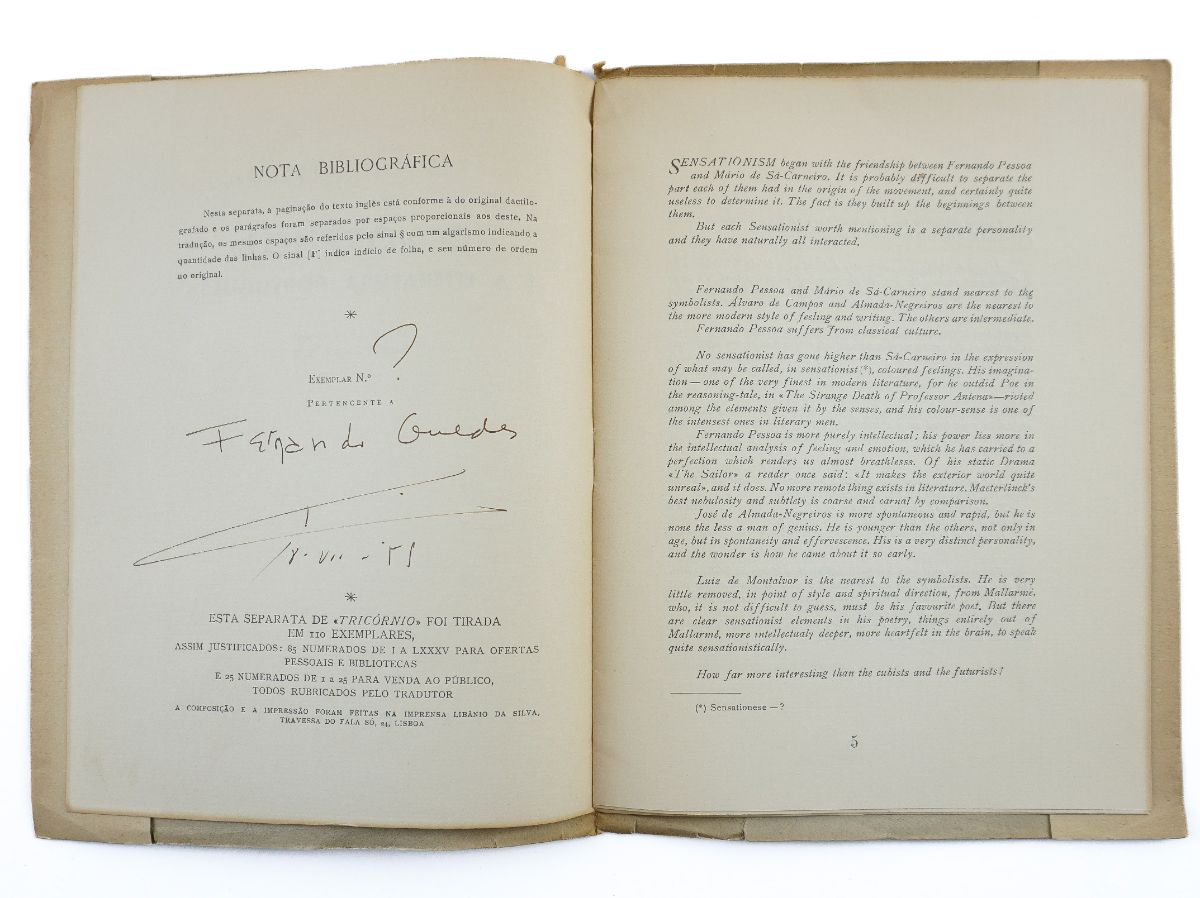 NOTA BIBLIOGRÁFICA
Nesta separata, a paginação do texto inglês está conforme à do original dactilo-
grafado e os parágrafos foram separados por espaços proporcionais aos deste. Na
tradução, os mesmos espaços são referidos pelo sinal § com um algarismo indicando a
quantidade das linhas. O sinal [F] indica indício de folha, e seu número de ordem
no original.
*
EXEMPLAR N.º ?
PERTENCENTE A
Fernando Guedes
18-VII--51
*
ESTA SEPARATA DE «TRICÓRNIO» FOI TIRADA
EM 110 EXEMPLARES,
ASSIM JUSTIFICADOS: 85 NUMERADOS DE I A LXXXV PARA OFERTAS
PESSOAIS E BIBLIOTECAS
E 25 NUMERADOS DE 1 a 25 PARA VENDA AO PÚBLICO,
TODOS RUBRICADOS PELO TRADUTOR
A COMPOSIÇÃO E A IMPRESSÃO FORAM FEITAS NA IMPRENSA LIBÂNIO DA SILVA,
TRAVESSA DO FALA SÓ, 24, LISBOA
SENSATIONISM began with the friendship between Fernando Pessoa
and Mário de Sá-Carneiro. It is probably difficult to separate the
part each of them had in the origin of the movement, and certainly quite
useless to determine it. The fact is they built up the beginnings between
them.
But each Sensationist worth mentioning is a separate personality
and they have naturally all interacted.
Fernando Pessoa and Mário de Sá-Carneiro stand nearest to the
symbolists. Álvaro de Campos and Almada-Negreiros are the nearest to
the more modern style of feeling and writing. The others are intermediate.
Fernando Pessoa suffers from classical culture.
No sensationist has gone higher than Sá-Carneiro in the expression
of what may be called, in sensationist (*), coloured feelings. His imagina-
tion — one of the very finest in modern literature, for he outdid Poe in
the reasoning-tale, in «The Strange Death of Professor Antena»—rioted
among the elements given it by the senses, and his colour-sense is one of
the intensest ones in literary men.
Fernando Pessoa is more purely intellectual; his power lies more in
the intellectual analysis of feeling and emotion, which he has carried to a
perfection which renders us almost breathlesss. Of his static Drama
«The Sailor» a reader once said: «It makes the exterior world quite
unreal», and it does. No more remote thing exists in literature. Maeterlinck's
best nebulosity and subtlety is coarse and carnal by comparison.
José de Almada-Negreiros is more spontaneous and rapid, but he is
none the less a man of genius. He is younger than the others, not only in
age, but in spontaneity and effervescence. His is a very distinct personality,
and the wonder is how he came about it so early.
Luiz de Montalvor is the nearest to the symbolists. He is very
little removed, in point of style and spiritual direction, from Mallarmé,
who, it is not difficult to guess, must be his favourite poet. But there
are clear sensationist elements in his poetry, things entirely out of
Mallarmé, more intellectualy deeper, more heartfelt in the brain, to speak
quite sensationistically.
How far more interesting than the cubists and the futurists!
(*) Sensationese — ?
5